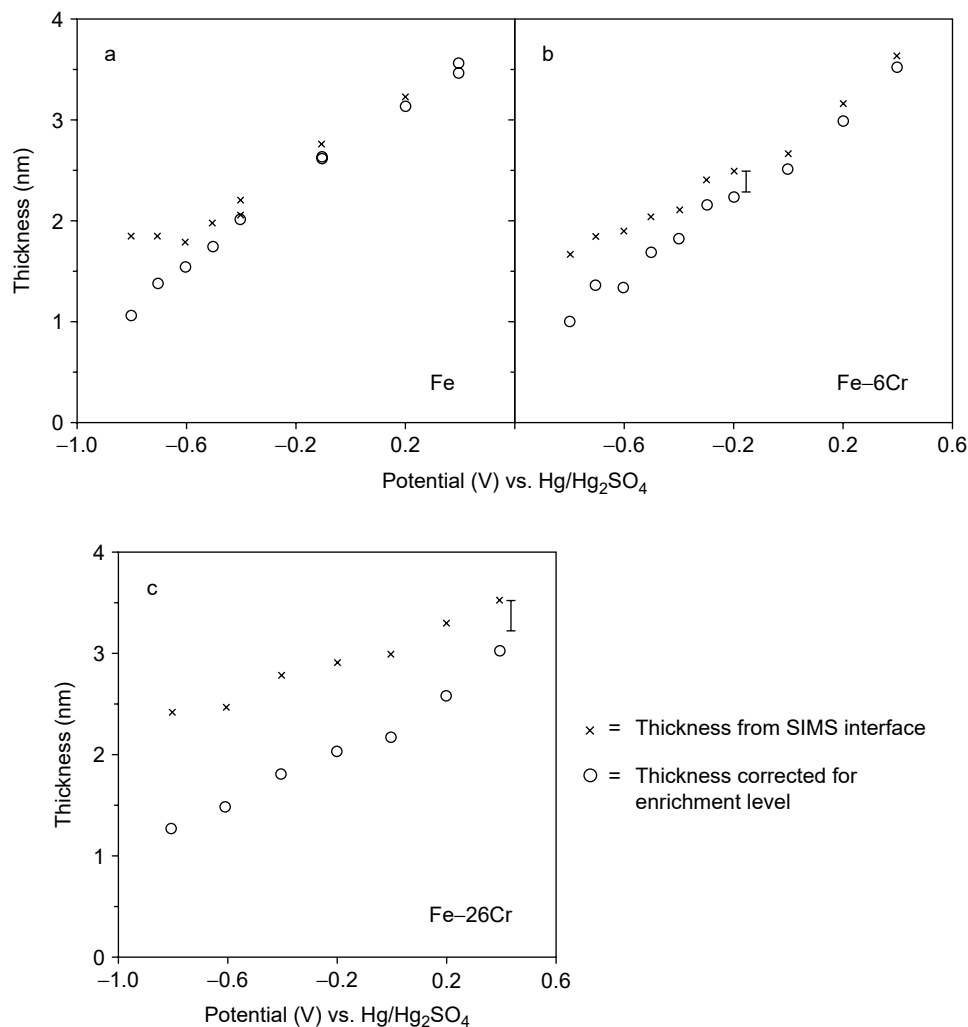 4
3
2
1
0
Thickness (nm)
a
b
Fe
Fe–6Cr
–1.0
–0.6
–0.2
0.2
–0.6
–0.2
0.2
0.6
Potential (V) vs. Hg/Hg2SO4
4
3
2
1
0
Thickness (nm)
c
Fe–26Cr
–1.0
–0.6
–0.2
0.2
0.6
Potential (V) vs. Hg/Hg2SO4
× = Thickness from SIMS interface
○ = Thickness corrected for
enrichment level